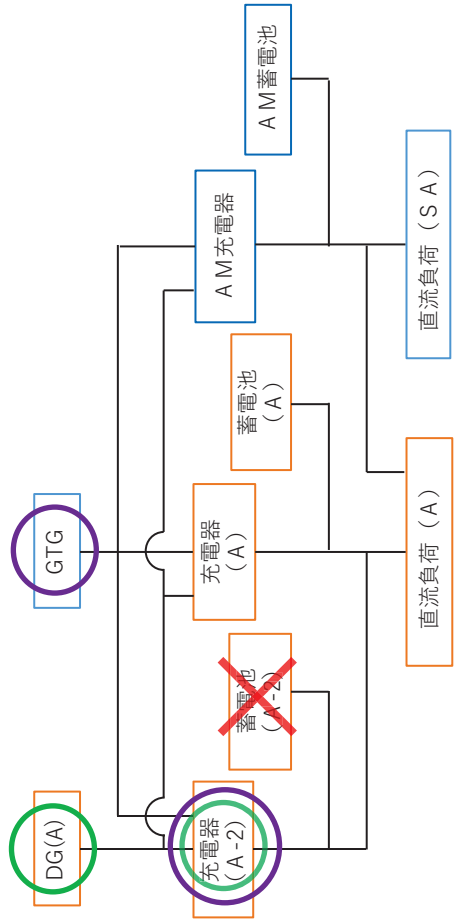 DG(A)
GTG
充電器
(A-2)
蓄電池
(A-2)
充電器
(A)
蓄電池
(A)
AM充電器
AM蓄電池
直流負荷 (A)
直流負荷 (SA)